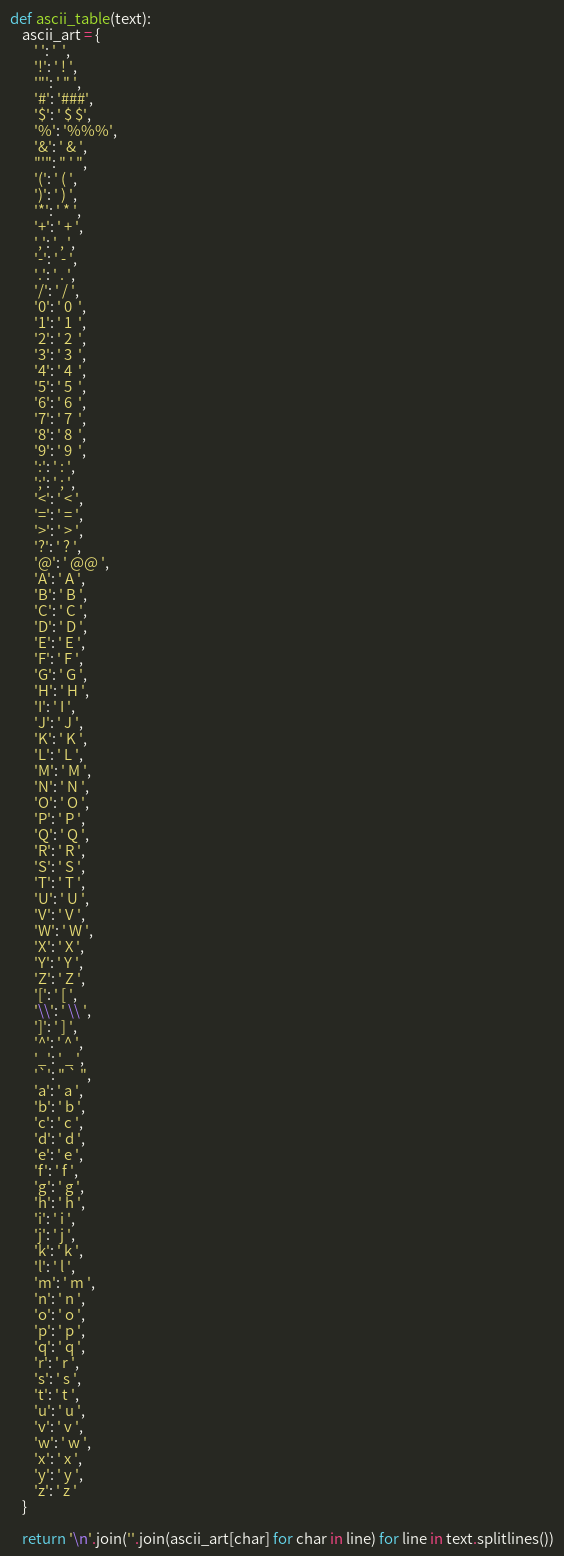 def ascii_table(text):
    ascii_art = {
        ' ': '  ',
        '!': ' ! ',
        '"': ' " ',
        '#': '###',
        '$': ' $ $',
        '%': '%%%',
        '&': ' & ',
        "'": " ' ",
        '(': ' ( ',
        ')': ' ) ',
        '*': ' * ',
        '+': ' + ',
        ',': ' , ',
        '-': ' - ',
        '.': ' . ',
        '/': ' / ',
        '0': ' 0  ',
        '1': ' 1  ',
        '2': ' 2  ',
        '3': ' 3  ',
        '4': ' 4  ',
        '5': ' 5  ',
        '6': ' 6  ',
        '7': ' 7  ',
        '8': ' 8  ',
        '9': ' 9  ',
        ':': ' : ',
        ';': ' ; ',
        '<': ' < ',
        '=': ' = ',
        '>': ' > ',
        '?': ' ? ',
        '@': ' @@ ',
        'A': ' A ',
        'B': ' B ',
        'C': ' C ',
        'D': ' D ',
        'E': ' E ',
        'F': ' F ',
        'G': ' G ',
        'H': ' H ',
        'I': ' I ',
        'J': ' J ',
        'K': ' K ',
        'L': ' L ',
        'M': ' M ',
        'N': ' N ',
        'O': ' O ',
        'P': ' P ',
        'Q': ' Q ',
        'R': ' R ',
        'S': ' S ',
        'T': ' T ',
        'U': ' U ',
        'V': ' V ',
        'W': ' W ',
        'X': ' X ',
        'Y': ' Y ',
        'Z': ' Z ',
        '[': ' [ ',
        '\\': ' \\ ',
        ']': ' ] ',
        '^': ' ^ ',
        '_': ' _ ',
        '`': " `  ",
        'a': ' a ',
        'b': ' b ',
        'c': ' c ',
        'd': ' d ',
        'e': ' e ',
        'f': ' f ',
        'g': ' g ',
        'h': ' h ',
        'i': ' i ',
        'j': ' j ',
        'k': ' k ',
        'l': ' l ',
        'm': ' m ',
        'n': ' n ',
        'o': ' o ',
        'p': ' p ',
        'q': ' q ',
        'r': ' r ',
        's': ' s ',
        't': ' t ',
        'u': ' u ',
        'v': ' v ',
        'w': ' w ',
        'x': ' x ',
        'y': ' y ',
        'z': ' z '
    }

    return '\n'.join(''.join(ascii_art[char] for char in line) for line in text.splitlines())